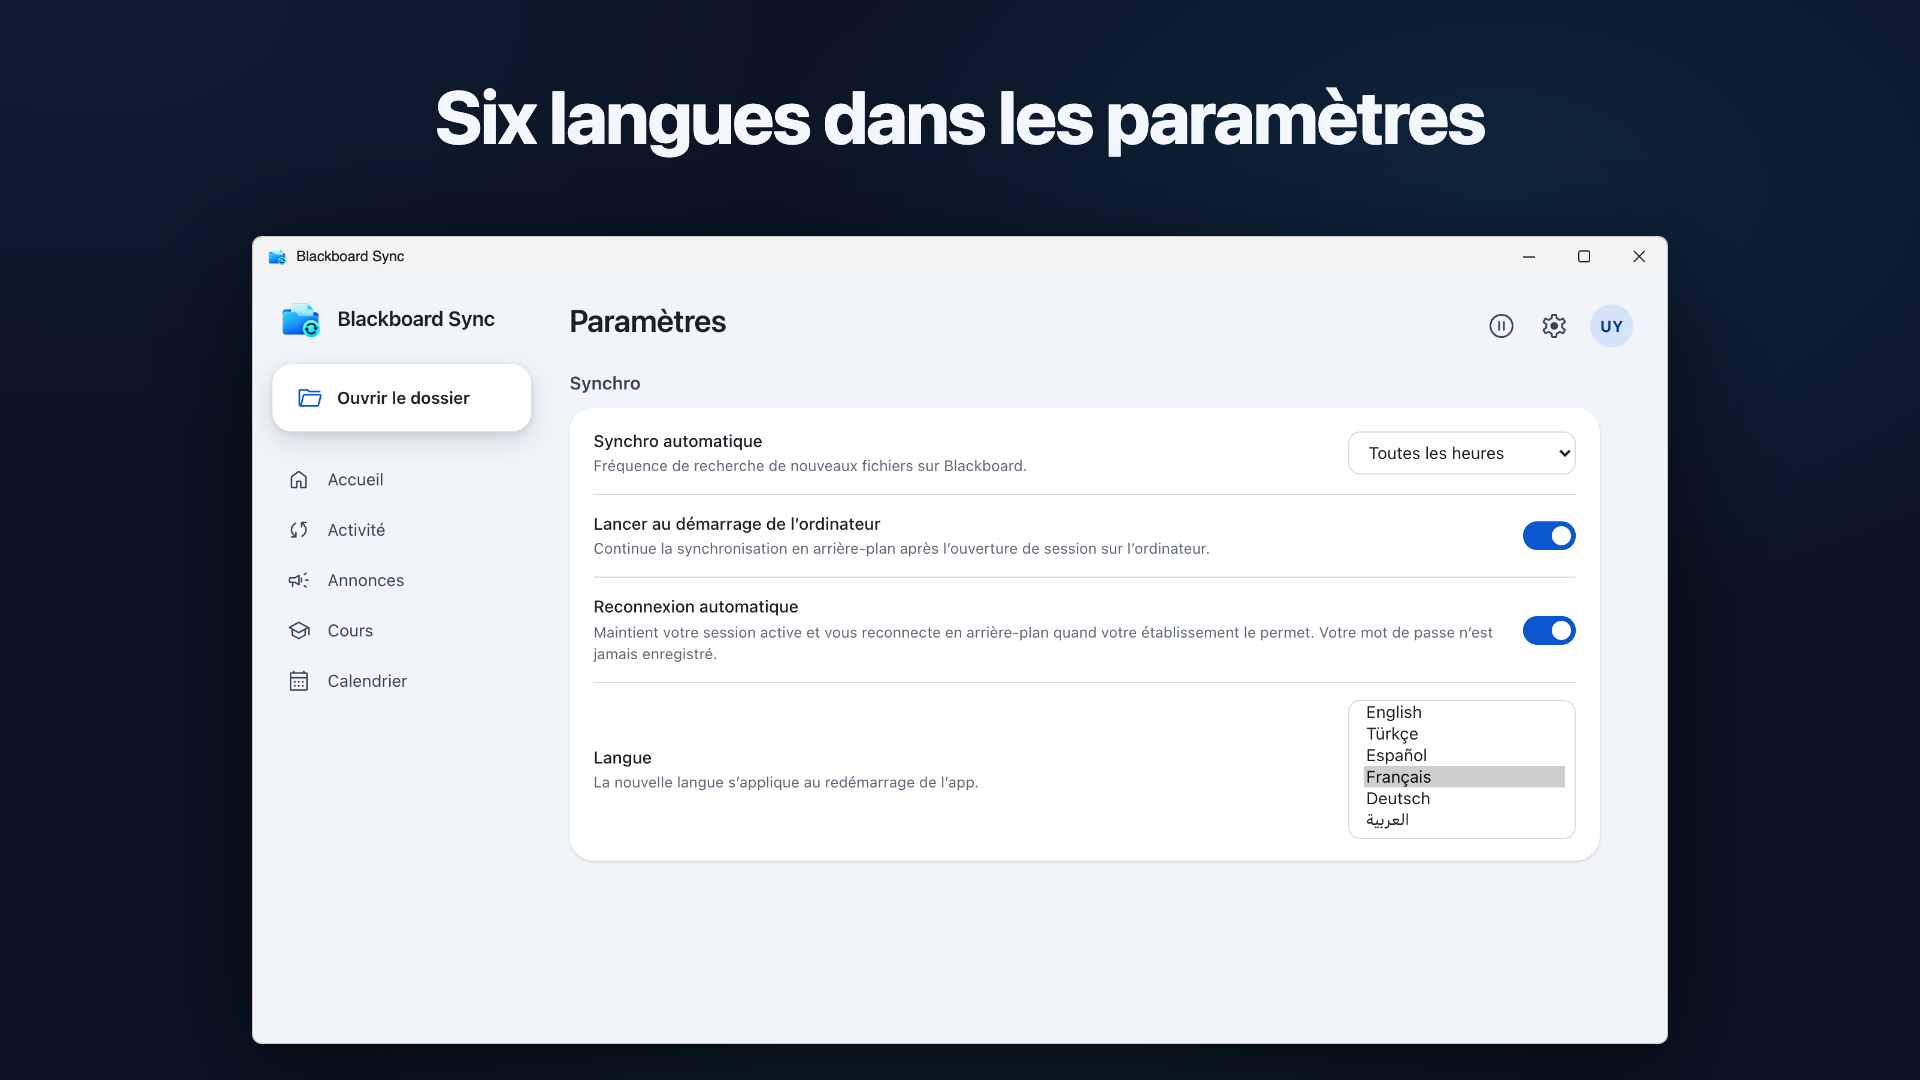 Six langues dans les paramètres
Blackboard Sync
Blackboard Sync
Paramètres
UY
Ouvrir le dossier
Accueil
Activité
Annonces
Cours
Calendrier
Synchro
Synchro automatique
Fréquence de recherche de nouveaux fichiers sur Blackboard.
Toutes les heures
Lancer au démarrage de l’ordinateur
Continue la synchronisation en arrière-plan après l’ouverture de session sur l’ordinateur.
Reconnexion automatique
Maintient votre session active et vous reconnecte en arrière-plan quand votre établissement le permet. Votre mot de passe n’est
jamais enregistré.
Langue
La nouvelle langue s’applique au redémarrage de l’app.
English
Türkçe
Español
Français
Deutsch
العربية